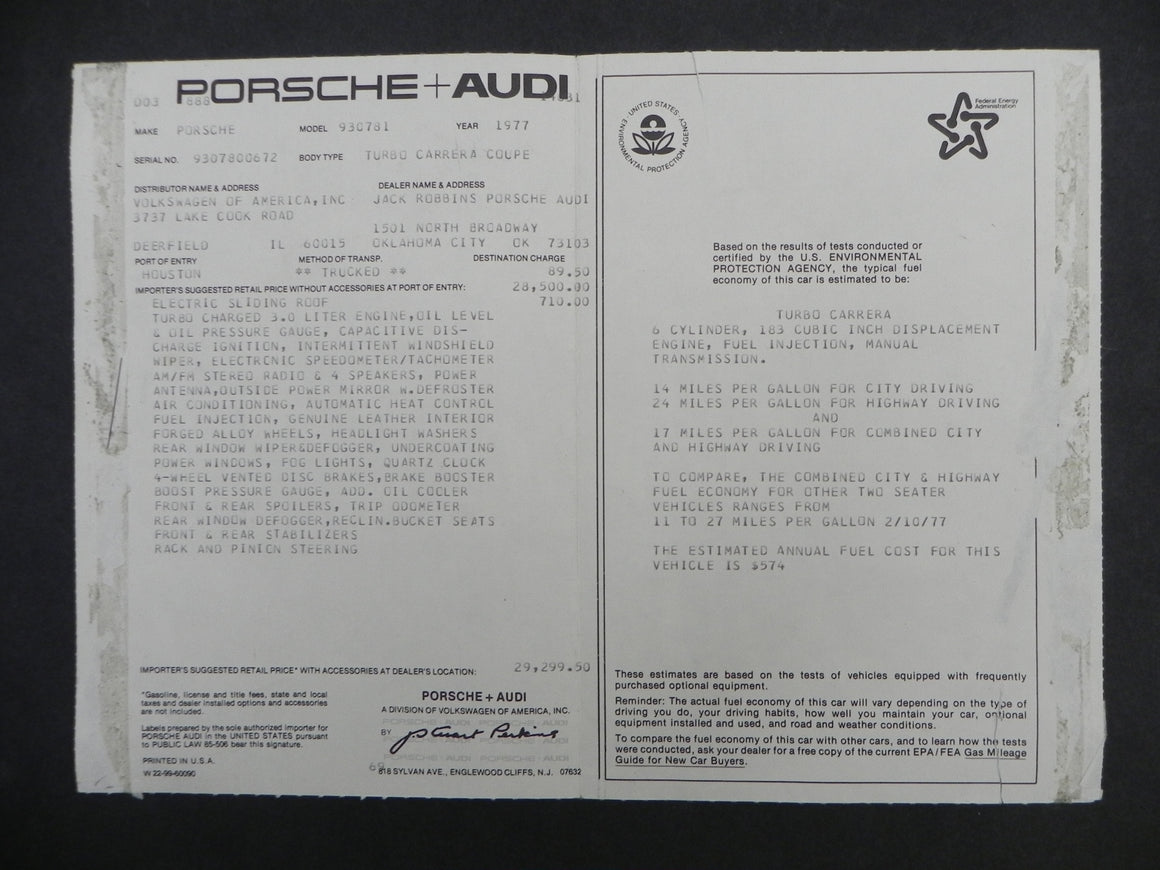 PORSCHE+AUDI
003 888
MAKE PORSCHE MODEL 930781 YEAR 1977
SERIAL NO. 9307800672 BODY TYPE TURBO CARRERA COUPE
DISTRIBUTOR NAME & ADDRESS DEALER NAME & ADDRESS
VOLKSWAGEN OF AMERICA,INC JACK ROBBINS PORSCHE AUDI
3737 LAKE COOK ROAD
1501 NORTH BROADWAY
DEERFIELD IL 60015 OKLAHOMA CITY OK 73103
PORT OF ENTRY METHOD OF TRANSP. DESTINATION CHARGE
HOUSTON ** TRUCKED ** 89.50
IMPORTER'S SUGGESTED RETAIL PRICE WITHOUT ACCESSORIES AT PORT OF ENTRY: 28,500.00
ELECTRIC SLIDING ROOF 710.00
TURBO CHARGED 3.0 LITER ENGINE,OIL LEVEL
& OIL PRESSURE GAUGE, CAPACITIVE DIS-
CHARGE IGNITION, INTERMITTENT WINDSHIELD
WIPER, ELECTRONIC SPEEDOMETER/TACHOMETER
AM/FM STEREO RADIO & 4 SPEAKERS, POWER
ANTENNA,OUTSIDE POWER MIRROR W.DEFROSTER
AIR CONDITIONING, AUTOMATIC HEAT CONTROL
FUEL INJECTION, GENUINE LEATHER INTERIOR
FORGED ALLOY WHEELS, HEADLIGHT WASHERS
REAR WINDOW WIPER&DEFOGGER, UNDERCOATING
POWER WINDOWS, FOG LIGHTS, QUARTZ CLOCK
4-WHEEL VENTED DISC BRAKES,BRAKE BOOSTER
BOOST PRESSURE GAUGE, ADD. OIL COOLER
FRONT & REAR SPOILERS, TRIP ODOMETER
REAR WINDOW DEFOGGER,RECLIN.BUCKET SEATS
FRONT & REAR STABILIZERS
RACK AND PINION STEERING
IMPORTER'S SUGGESTED RETAIL PRICE* WITH ACCESSORIES AT DEALER'S LOCATION: 29,299.50
*Gasoline, license and title fees, state and local
taxes and dealer installed options and accessories
are not included.
Labels prepared by the sole authorized importer for
PORSCHE AUDI in the UNITED STATES pursuant
to PUBLIC LAW 85-506 bear this signature.
PRINTED IN U.S.A.
W 22-99-60090
PORSCHE + AUDI
A DIVISION OF VOLKSWAGEN OF AMERICA, INC.
PORSCHE · AUDI PORSCHE · AUDI
BY J Stuart Perkins
PORSCHE · AUDI PORSCHE · AUDI
818 SYLVAN AVE., ENGLEWOOD CLIFFS, N.J. 07632
UNITED STATES
ENVIRONMENTAL PROTECTION AGENCY
Federal Energy
Administration
Based on the results of tests conducted or
certified by the U.S. ENVIRONMENTAL
PROTECTION AGENCY, the typical fuel
economy of this car is estimated to be:
TURBO CARRERA
6 CYLINDER, 183 CUBIC INCH DISPLACEMENT
ENGINE, FUEL INJECTION, MANUAL
TRANSMISSION.
14 MILES PER GALLON FOR CITY DRIVING
24 MILES PER GALLON FOR HIGHWAY DRIVING
AND
17 MILES PER GALLON FOR COMBINED CITY
AND HIGHWAY DRIVING
TO COMPARE, THE COMBINED CITY & HIGHWAY
FUEL ECONOMY FOR OTHER TWO SEATER
VEHICLES RANGES FROM
11 TO 27 MILES PER GALLON 2/10/77
THE ESTIMATED ANNUAL FUEL COST FOR THIS
VEHICLE IS $574
These estimates are based on the tests of vehicles equipped with frequently
purchased optional equipment.
Reminder: The actual fuel economy of this car will vary depending on the type of
driving you do, your driving habits, how well you maintain your car, optional
equipment installed and used, and road and weather conditions.
To compare the fuel economy of this car with other cars, and to learn how the tests
were conducted, ask your dealer for a free copy of the current EPA/FEA Gas Mileage
Guide for New Car Buyers.